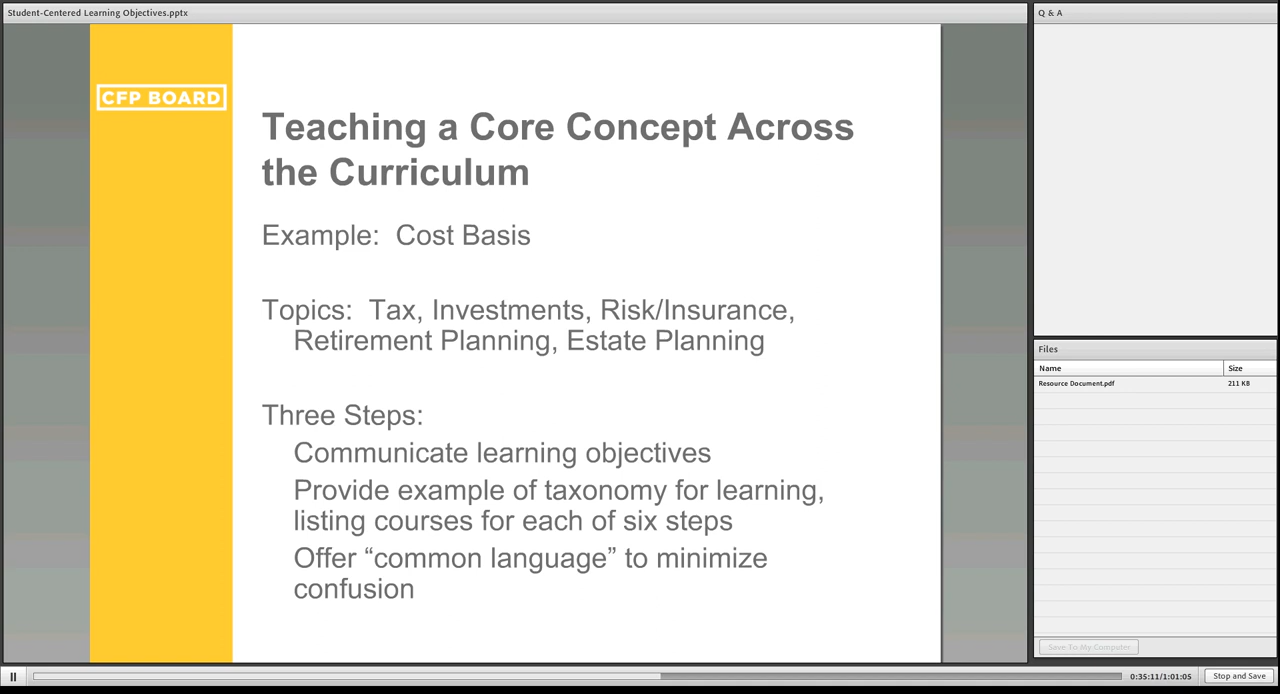 Student-Centered Learning Objectives.pptx
CFP BOARD
Teaching a Core Concept Across
the Curriculum
Example: Cost Basis
Topics: Tax, Investments, Risk/Insurance,
Retirement Planning, Estate Planning
Three Steps:
Communicate learning objectives
Provide example of taxonomy for learning,
listing courses for each of six steps
Offer “common language” to minimize
confusion
Q & A
Files
Name Size
Resource Document.pdf 211 KB
Save To My Computer
0:35:11/1:01:05 Stop and Save